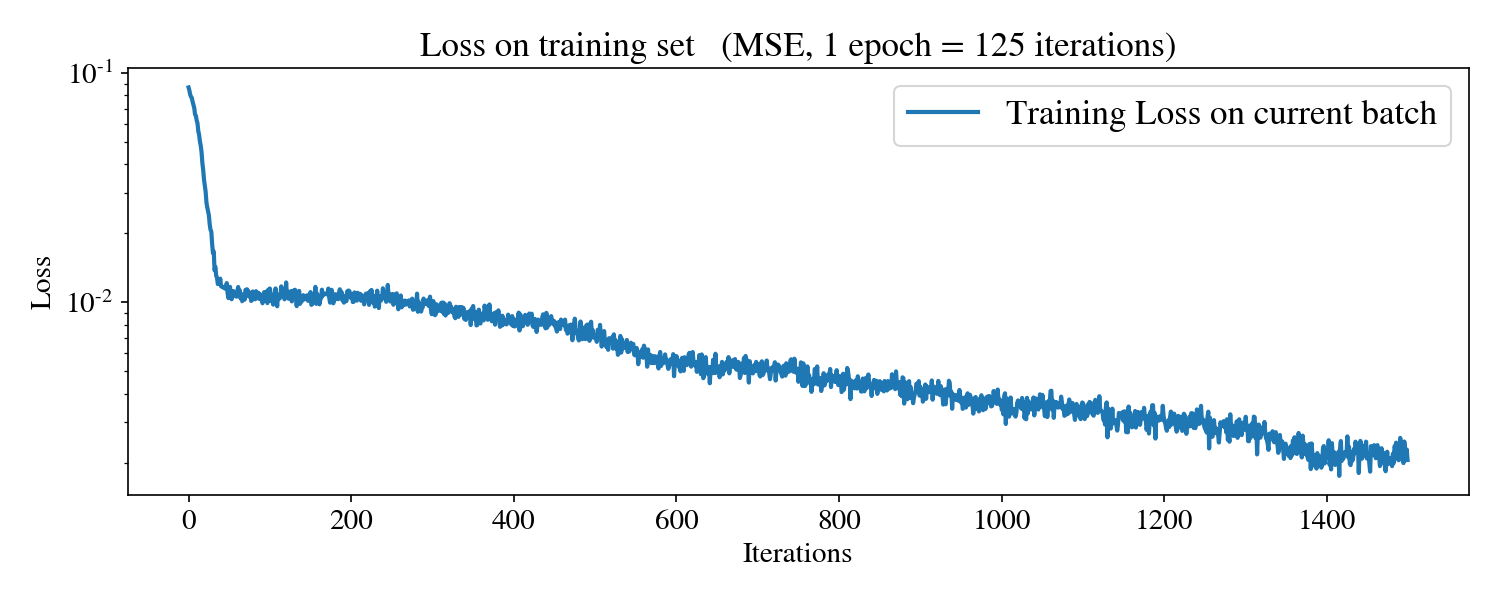 Loss on training set   (MSE, 1 epoch = 125 iterations)
Training Loss on current batch
Loss
10-1
10-2
0 200 400 600 800 1000 1200 1400
Iterations